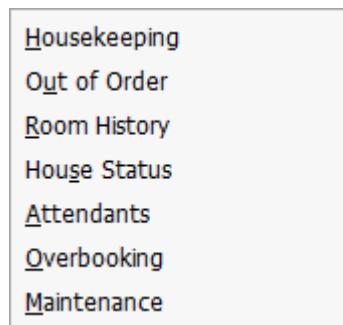 Housekeeping
Out of Order
Room History
House Status
Attendants
Overbooking
Maintenance